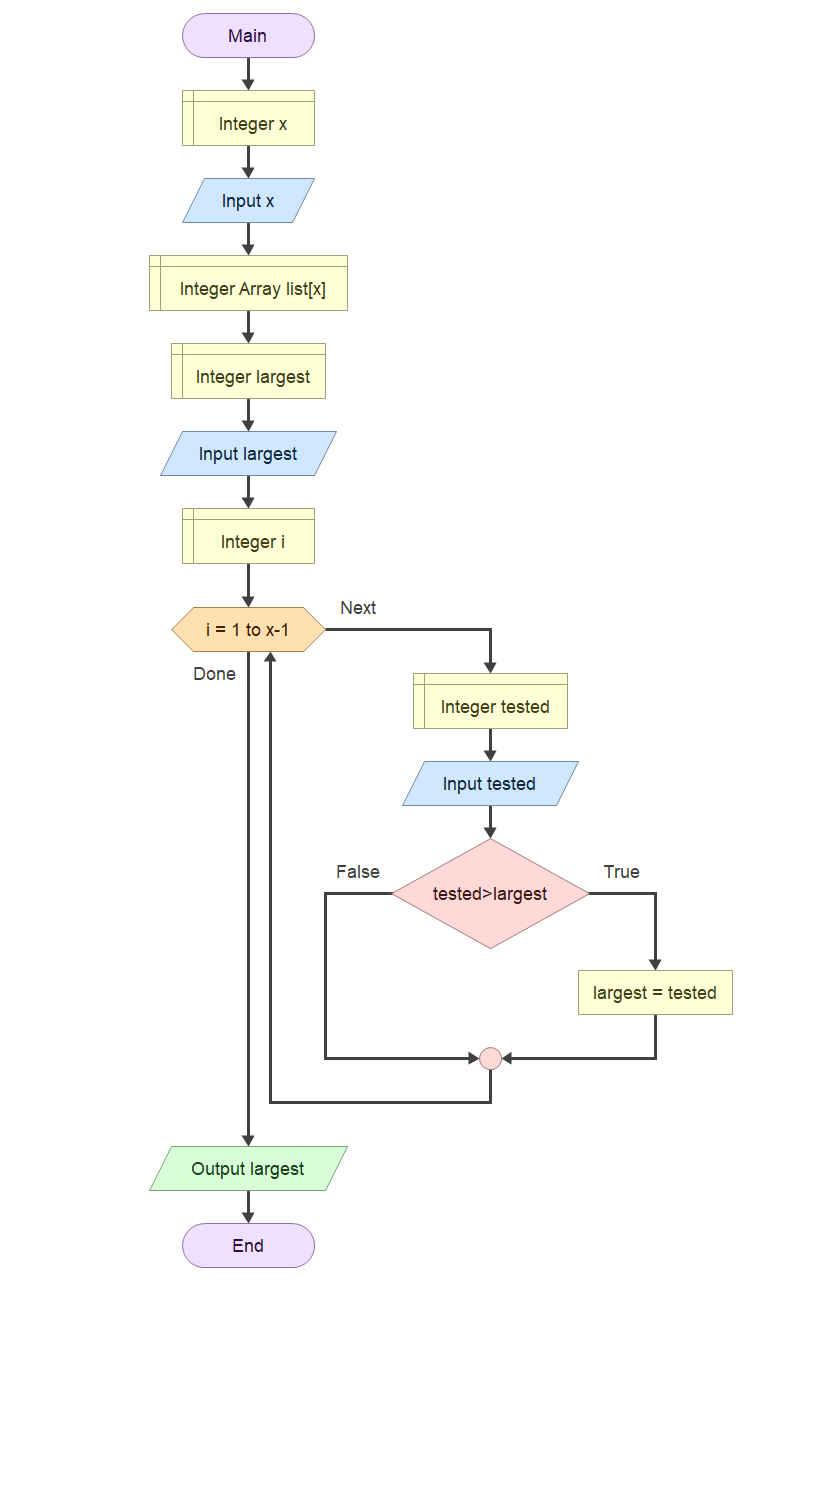 Main
Integer x
Input x
Integer Array list[x]
Integer largest
Input largest
Integer i
i = 1 to x-1
Next
Done
Integer tested
Input tested
False
True
tested>largest
largest = tested
Output largest
End